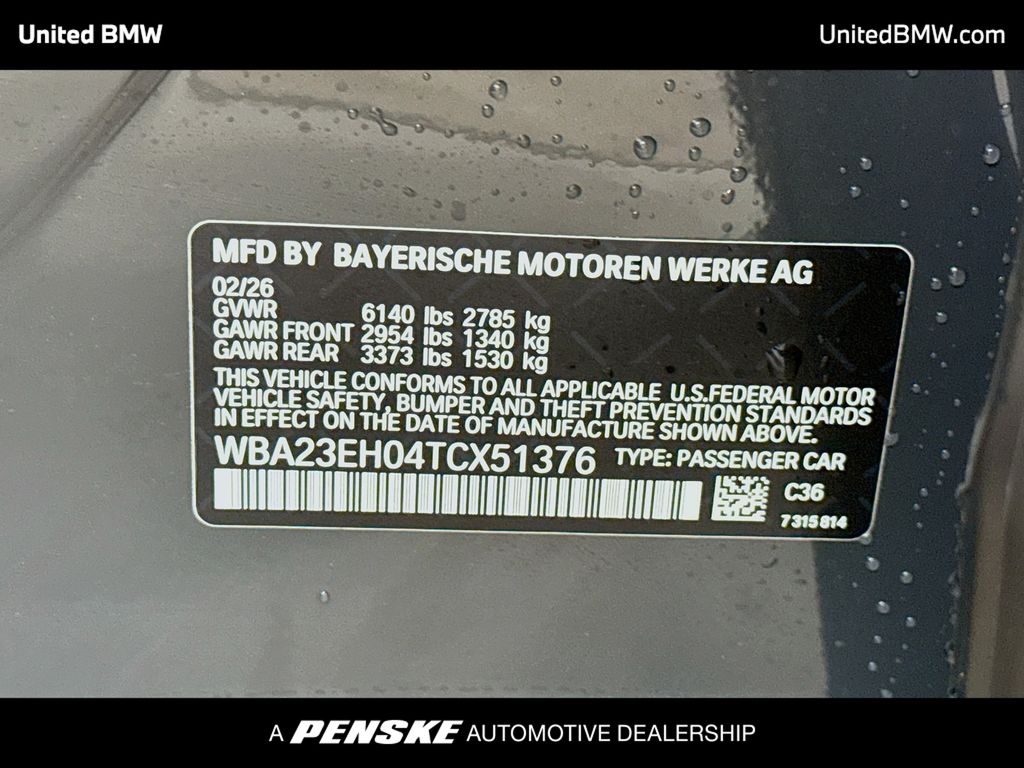 United BMW
UnitedBMW.com
MFD BY BAYERISCHE MOTOREN WERKE AG
02/26
GVWR 6140 lbs 2785 kg
GAWR FRONT 2954 lbs 1340 kg
GAWR REAR 3373 lbs 1530 kg
THIS VEHICLE CONFORMS TO ALL APPLICABLE U.S.FEDERAL MOTOR
VEHICLE SAFETY, BUMPER AND THEFT PREVENTION STANDARDS
IN EFFECT ON THE DATE OF MANUFACTURE SHOWN ABOVE.
WBA23EH04TCX51376 TYPE: PASSENGER CAR
C36
7315814
A PENSKE AUTOMOTIVE DEALERSHIP